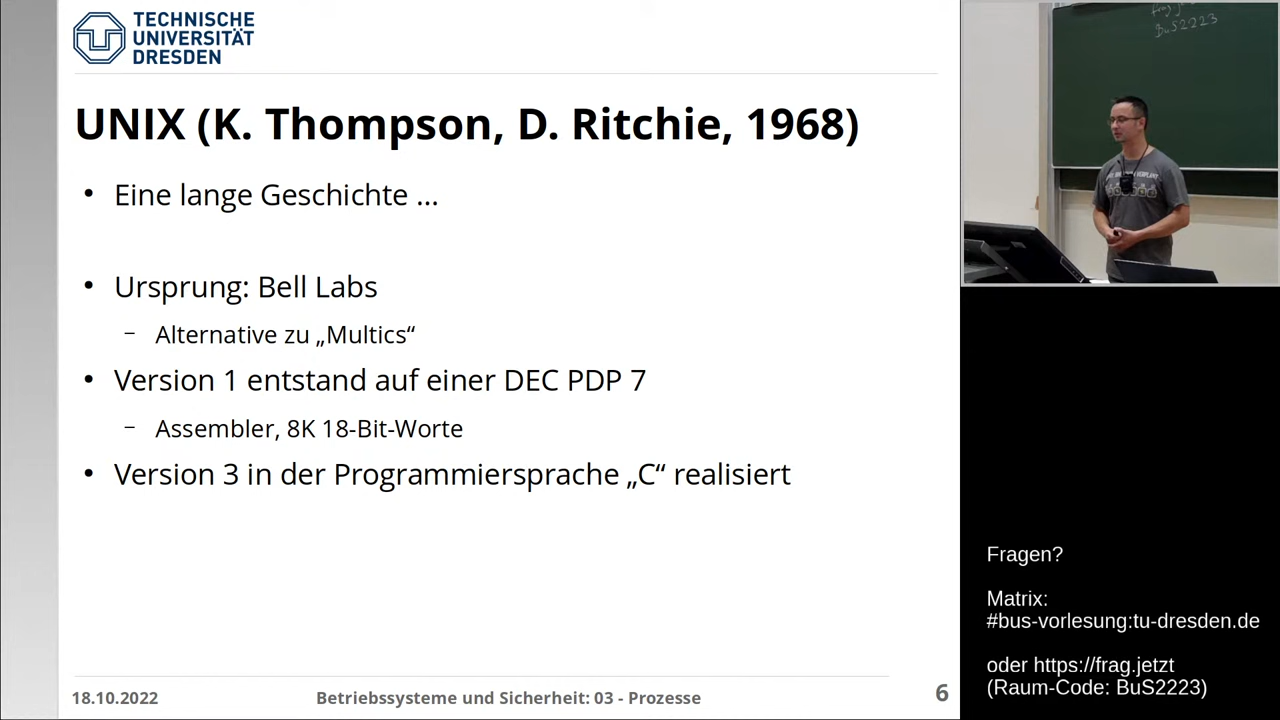 TECHNISCHE
UNIVERSITÄT
DRESDEN
UNIX (K. Thompson, D. Ritchie, 1968)
• Eine lange Geschichte ...
• Ursprung: Bell Labs
– Alternative zu „Multics“
• Version 1 entstand auf einer DEC PDP 7
– Assembler, 8K 18-Bit-Worte
• Version 3 in der Programmiersprache „C“ realisiert
18.10.2022
Betriebssysteme und Sicherheit: 03 - Prozesse
6
BuS2223
Fragen?
Matrix:
#bus-vorlesung:tu-dresden.de
oder https://frag.jetzt
(Raum-Code: BuS2223)